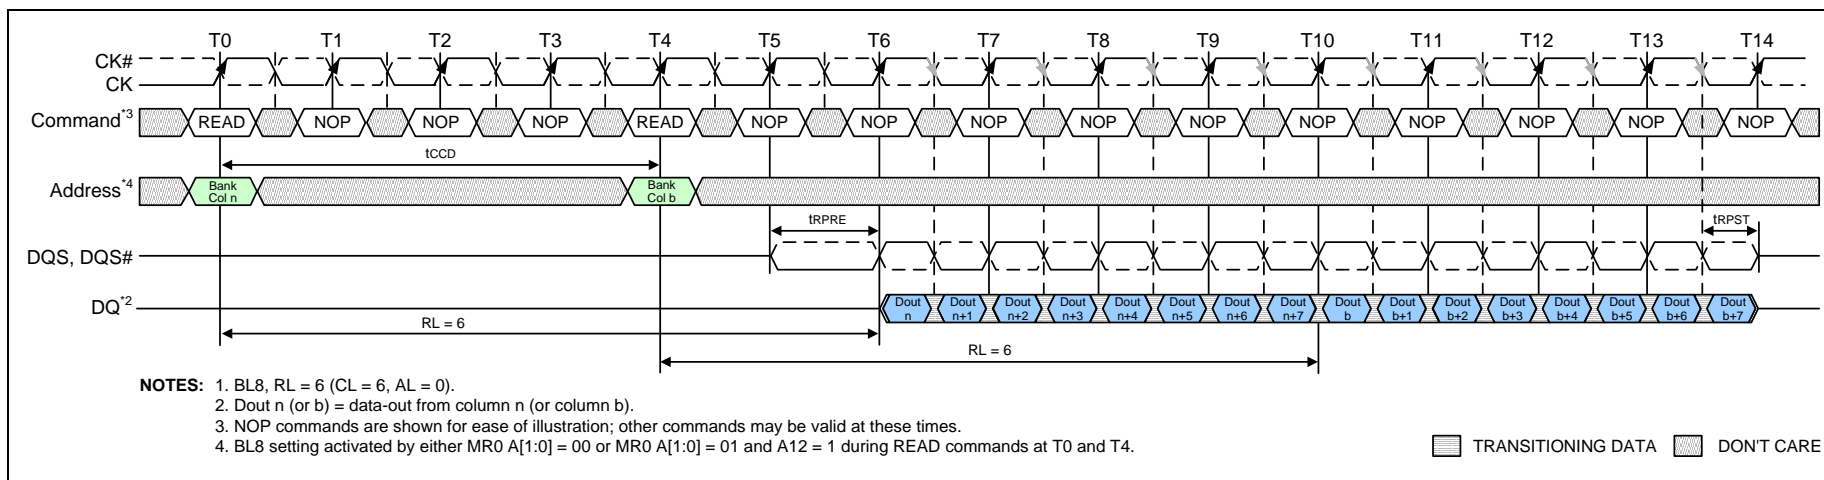 T0 T1 T2 T3 T4 T5 T6 T7 T8 T9 T10 T11 T12 T13 T14
CK#
CK
Command*3 READ NOP NOP NOP READ NOP NOP NOP NOP NOP NOP NOP NOP NOP NOP
tCCD
Address*4 Bank Col n Bank Col b
tRPRE tRPST
DQS, DQS#
DQ*2 Dout n Dout n+1 Dout n+2 Dout n+3 Dout n+4 Dout n+5 Dout n+6 Dout n+7 Dout b Dout b+1 Dout b+2 Dout b+3 Dout b+4 Dout b+5 Dout b+6 Dout b+7
RL = 6
RL = 6
NOTES: 1. BL8, RL = 6 (CL = 6, AL = 0).
2. Dout n (or b) = data-out from column n (or column b).
3. NOP commands are shown for ease of illustration; other commands may be valid at these times.
4. BL8 setting activated by either MR0 A[1:0] = 00 or MR0 A[1:0] = 01 and A12 = 1 during READ commands at T0 and T4.
TRANSITIONING DATA DON'T CARE